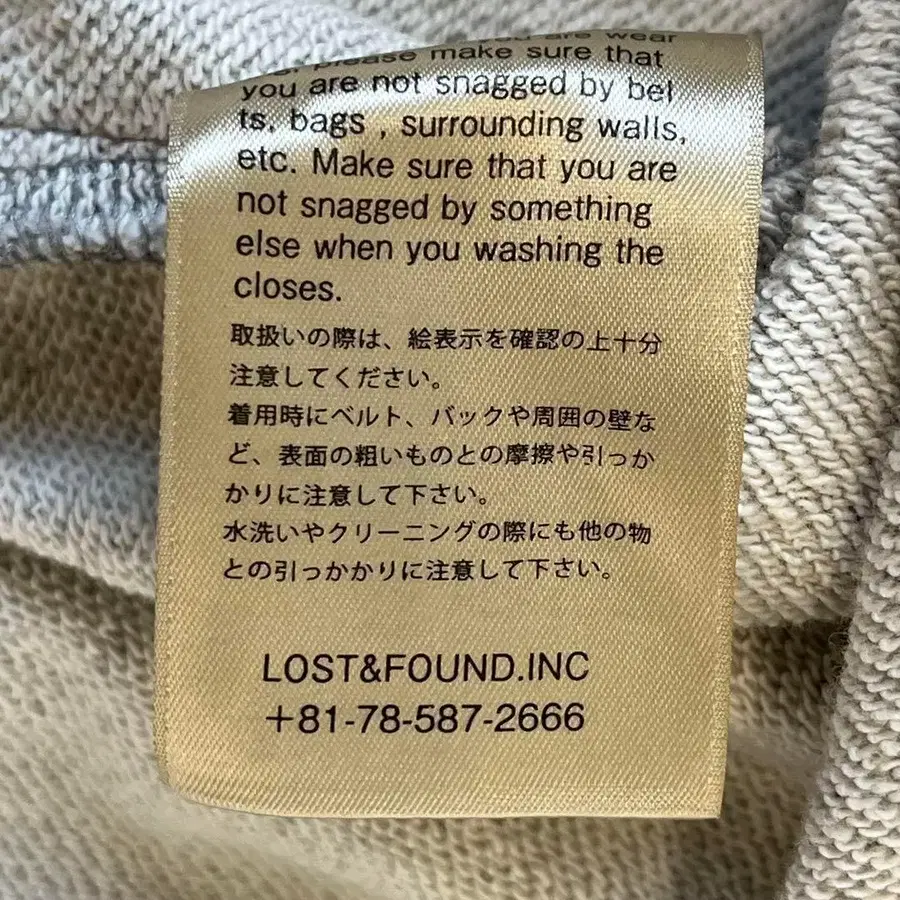 are wear
please make sure that
you are not snagged by bel
ts, bags , surrounding walls,
etc. Make sure that you are
not snagged by something
else when you washing the
closes.
取扱いの際は、絵表示を確認の上十分
注意してください。
着用時にベルト、バックや周囲の壁な
ど、表面の粗いものとの摩擦や引っか
かりに注意して下さい。
水洗いやクリーニングの際にも他の物
との引っかかりに注意して下さい。
LOST&FOUND.INC
+81-78-587-2666